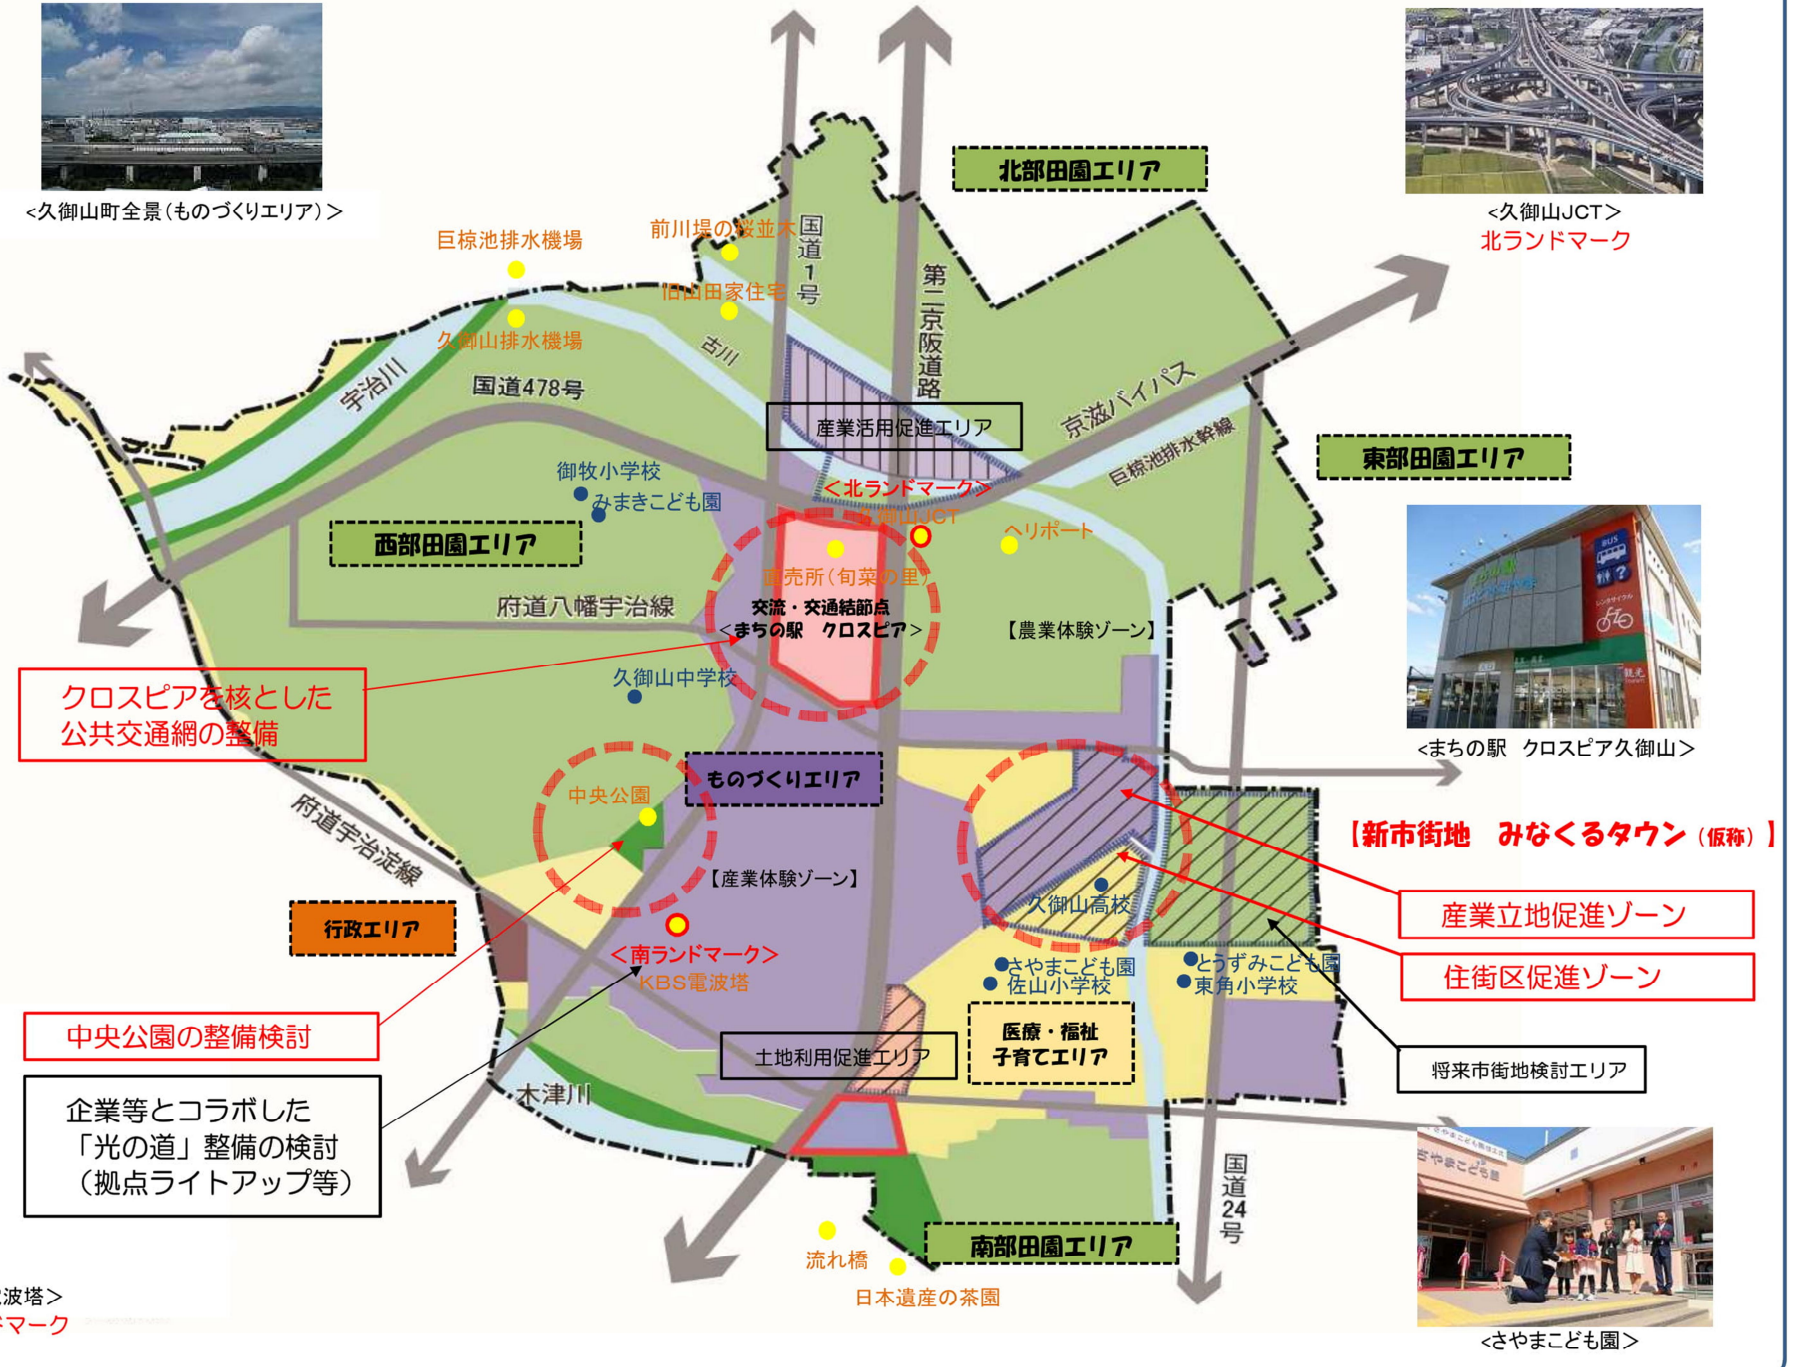 <久御山町全景（ものづくりエリア）>
<久御山JCT>
北ランドマーク
北部田園エリア
国道1号
第二京阪道路
前川堤の桜並木
巨椋池排水機場
旧山田家住宅
久御山排水機場
古川
宇治川
国道478号
京滋バイパス
巨椋池排水幹線
産業活用促進エリア
東部田園エリア
御牧小学校
みまきこども園
<北ランドマーク>
久御山JCT
ヘリポート
西部田園エリア
直売所（旬菜の里）
府道八幡宇治線
交流・交通結節点
<まちの駅　クロスピア>
【農業体験ゾーン】
BUS
レンタサイクル
観光
<まちの駅　クロスピア久御山>
クロスピアを核とした
公共交通網の整備
久御山中学校
ものづくりエリア
中央公園
府道宇治淀線
【新市街地　みなくるタウン（仮称）】
【産業体験ゾーン】
久御山高校
産業立地促進ゾーン
行政エリア
<南ランドマーク>
KBS電波塔
さやまこども園
佐山小学校
とうずみこども園
東角小学校
住街区促進ゾーン
中央公園の整備検討
土地利用促進エリア
医療・福祉
子育てエリア
将来市街地検討エリア
企業等とコラボした
「光の道」整備の検討
（拠点ライトアップ等）
木津川
国道24号
さやまこども園
南部田園エリア
流れ橋
日本遺産の茶園
波塔>
マーク
<さやまこども園>